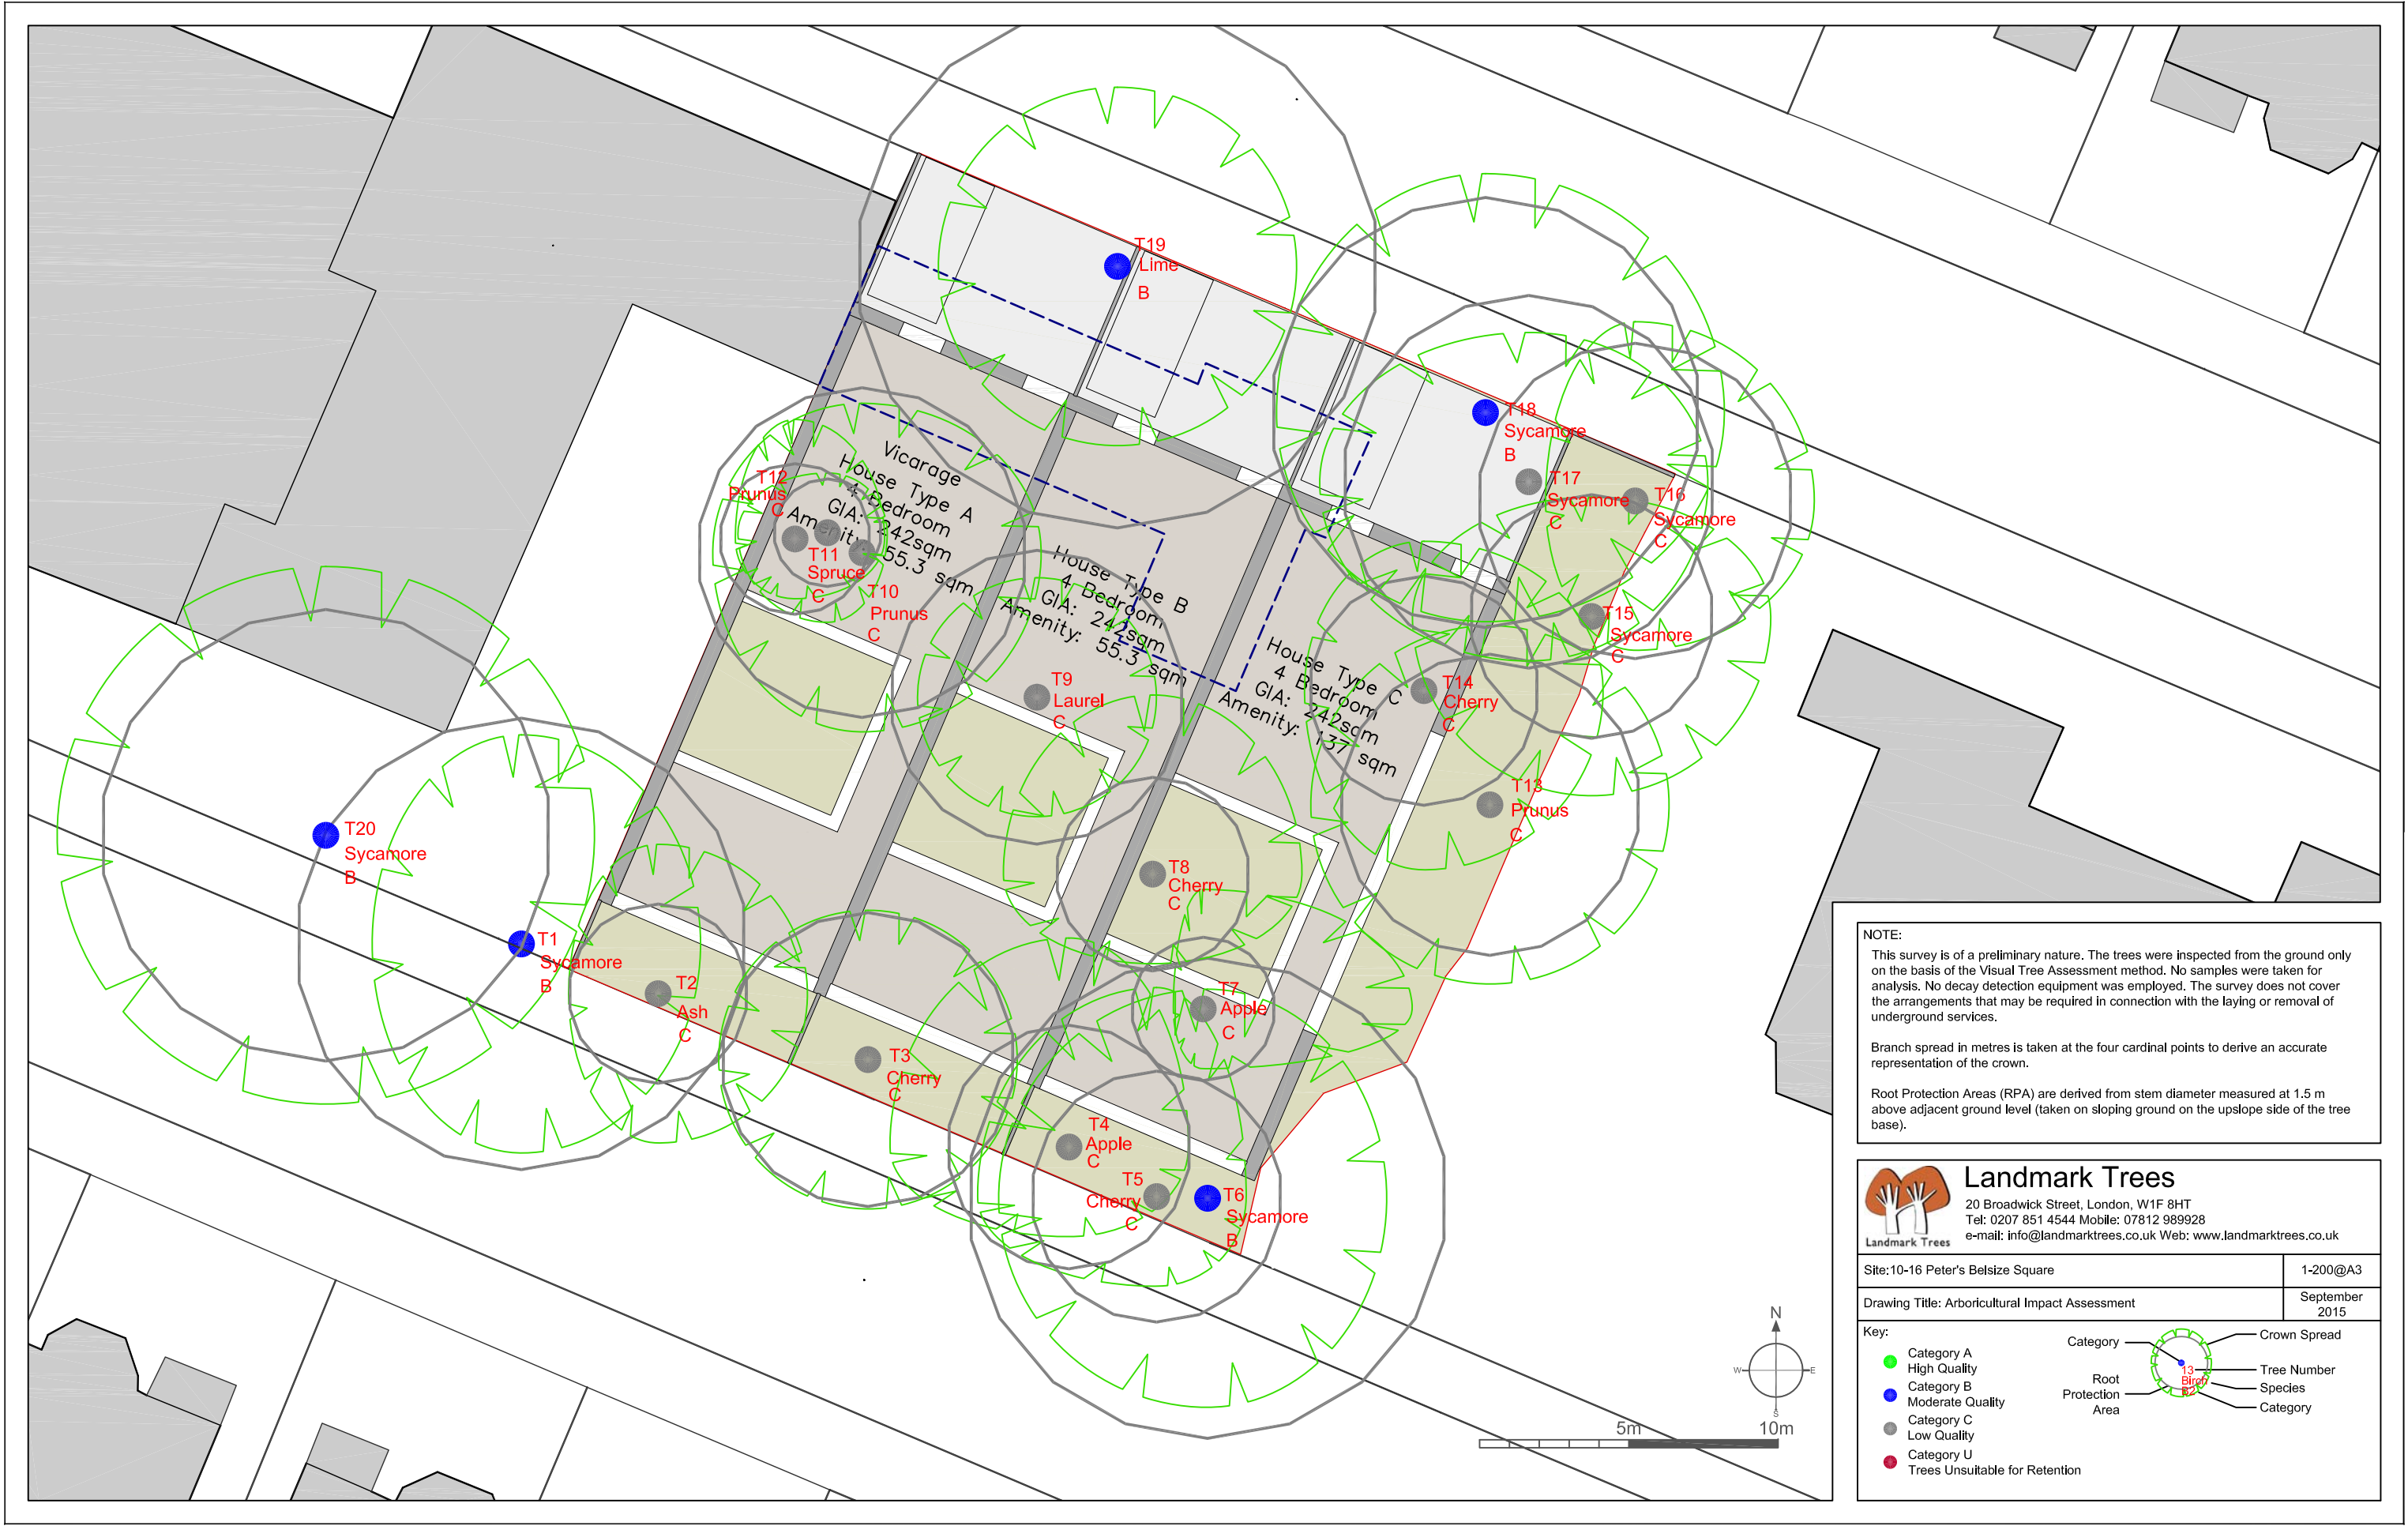 T19
Lime
B
T18
Sycamore
B
T17
Sycamore
C
T16
Sycamore
C
T15
Sycamore
C
T14
Cherry
C
T13
Prunus
C
T12
Prunus
C
T11
Spruce
C
T10
Prunus
C
Vicarage
House Type A
4 Bedroom
GIA: 242sqm
Amenity: 55.3 sqm
House Type B
4 Bedroom
GIA: 242sqm
Amenity: 55.3 sqm
House Type C
4 Bedroom
GIA: 242sqm
Amenity: 137 sqm
T9
Laurel
C
T8
Cherry
C
T7
Apple
C
T20
Sycamore
B
T1
Sycamore
B
T2
Ash
C
T3
Cherry
C
T4
Apple
C
T5
Cherry
C
T6
Sycamore
B
N
W
E
S
5m
10m
NOTE:
This survey is of a preliminary nature. The trees were inspected from the ground only
on the basis of the Visual Tree Assessment method. No samples were taken for
analysis. No decay detection equipment was employed. The survey does not cover
the arrangements that may be required in connection with the laying or removal of
underground services.
Branch spread in metres is taken at the four cardinal points to derive an accurate
representation of the crown.
Root Protection Areas (RPA) are derived from stem diameter measured at 1.5 m
above adjacent ground level (taken on sloping ground on the upslope side of the tree
base).
Landmark Trees
Landmark Trees
20 Broadwick Street, London, W1F 8HT
Tel: 0207 851 4544 Mobile: 07812 989928
e-mail: info@landmarktrees.co.uk Web: www.landmarktrees.co.uk
Site:10-16 Peter's Belsize Square
1-200@A3
Drawing Title: Arboricultural Impact Assessment
September
2015
Key:
Category A
High Quality
Category B
Moderate Quality
Category C
Low Quality
Category U
Trees Unsuitable for Retention
Category
Root
Protection
Area
13
Birch
B2
Crown Spread
Tree Number
Species
Category